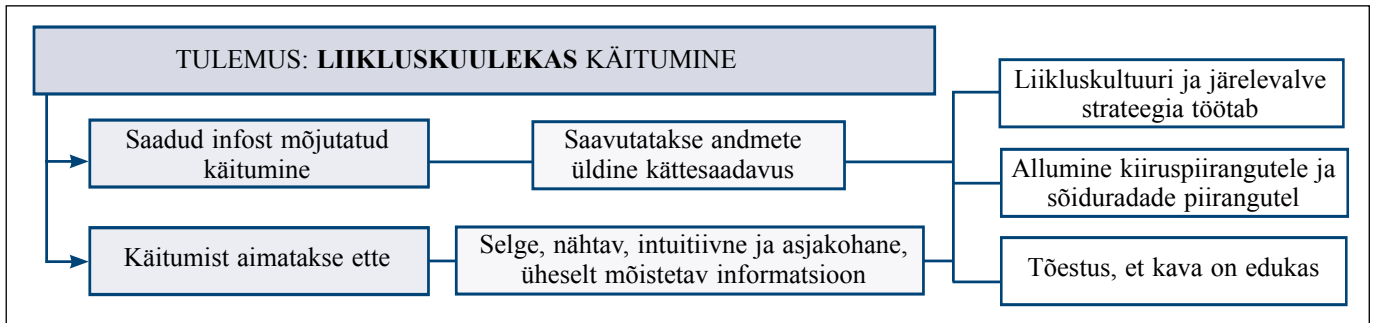 TULEMUS: LIIKLUSKUULEKAS KÄITUMINE
Saadud infost mõjutatud
käitumine
Saavutatakse andmete
üldine kättesaadavus
Käitumist aimatakse ette
Selge, nähtav, intuitiivne ja asjakohane,
üheselt mõistetav informatsioon
Liikluskultuuri ja järelevalve
strateegia töötab
Allumine kiiruspiirangutele ja
sõiduradade piirangutel
Tõestus, et kava on edukas